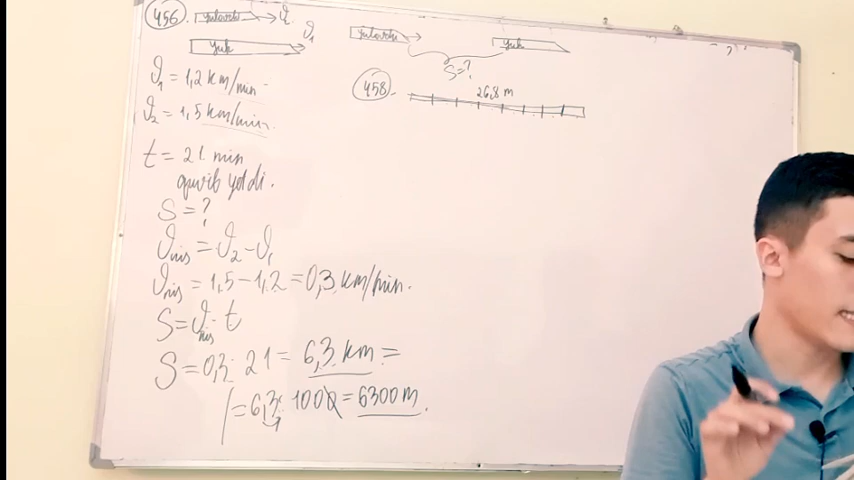 456
yuk
yuk
S=?
ϑ₁ = 1,2 km/min
ϑ₂ = 1,5 km/min.
t = 21 min
quvib yetdi.
S = ?
ϑnis = ϑ₂ - ϑ₁
ϑnis = 1,5 - 1,2 = 0,3 km/min.
S = ϑnis · t
S = 0,3 · 21 = 6,3 km =
= 6,3 · 1000 = 6300 m.
458.
26,8 m